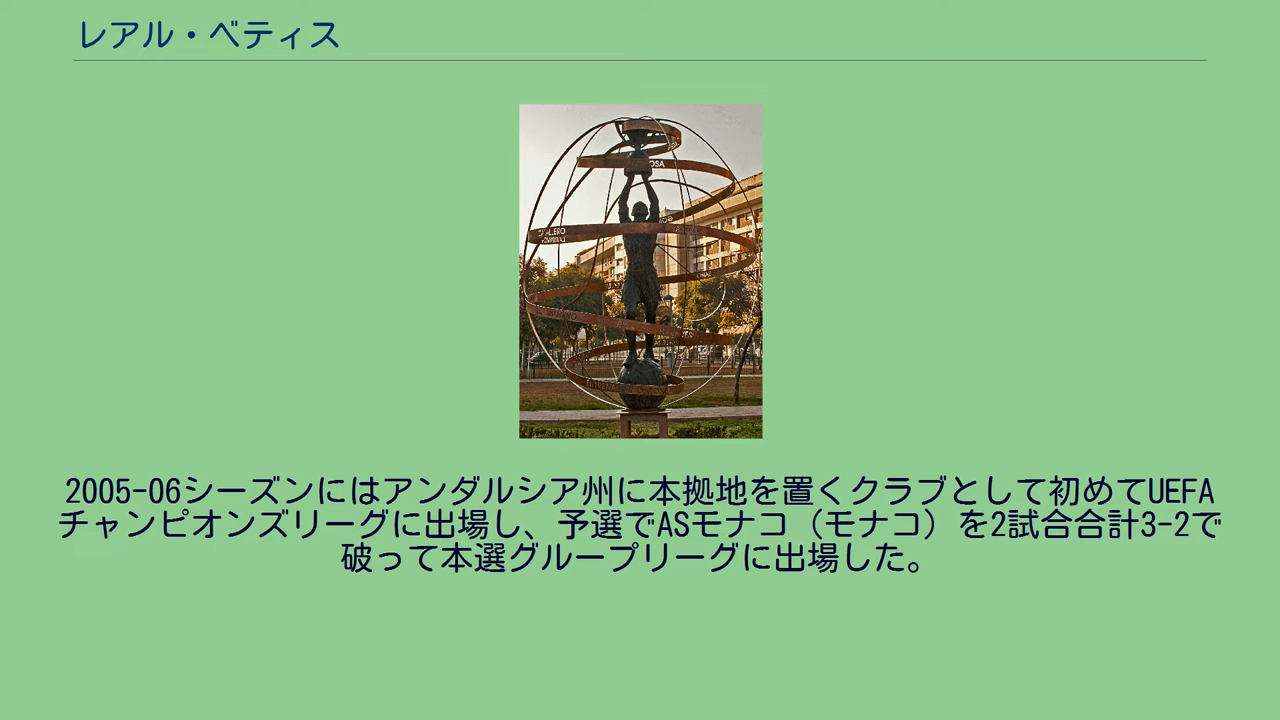 レアル・ベティス
OSA
2005-06シーズンにはアンダルシア州に本拠地を置くクラブとして初めてUEFA
チャンピオンズリーグに出場し、予選でASモナコ（モナコ）を2試合合計3-2で
破って本選グループリーグに出場した。